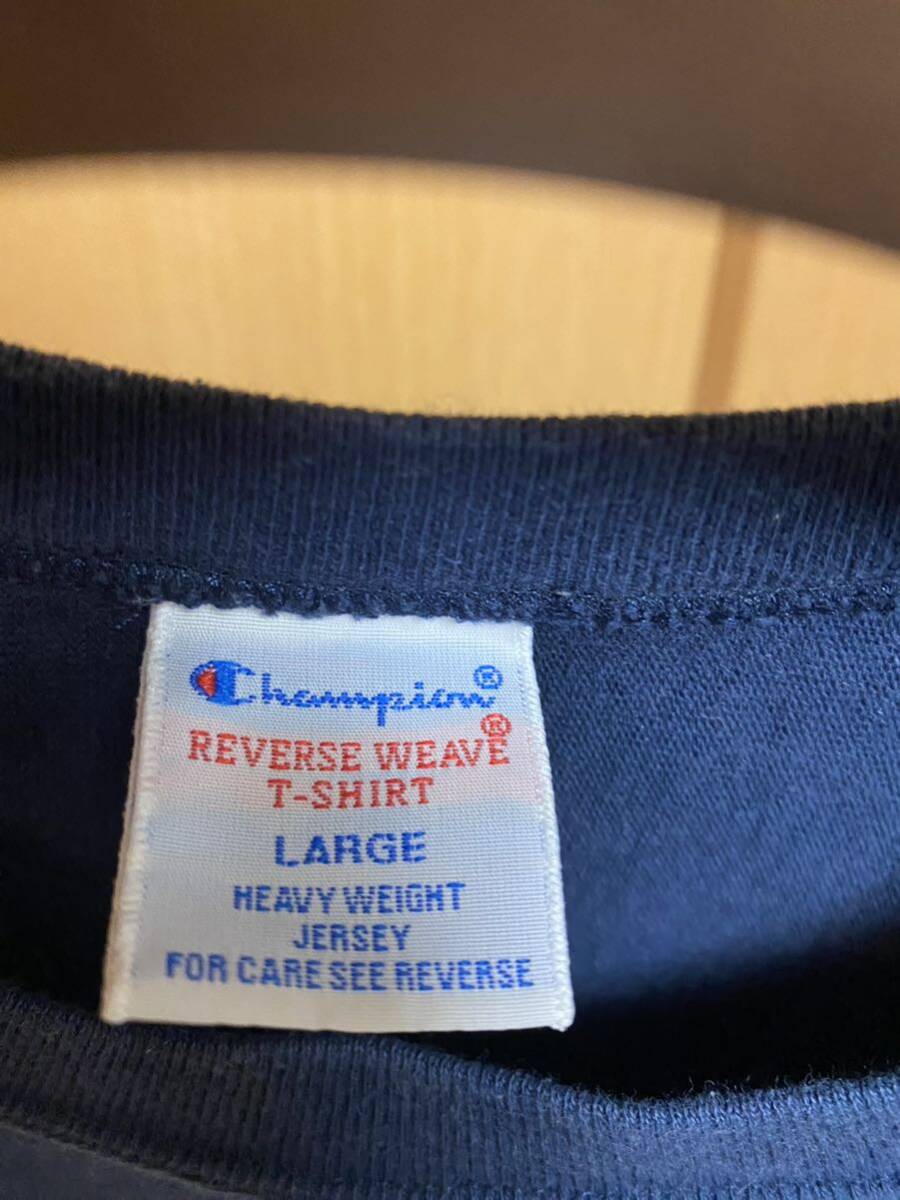 Champion®
REVERSE WEAVE®
T-SHIRT
LARGE
HEAVY WEIGHT
JERSEY
FOR CARE SEE REVERSE